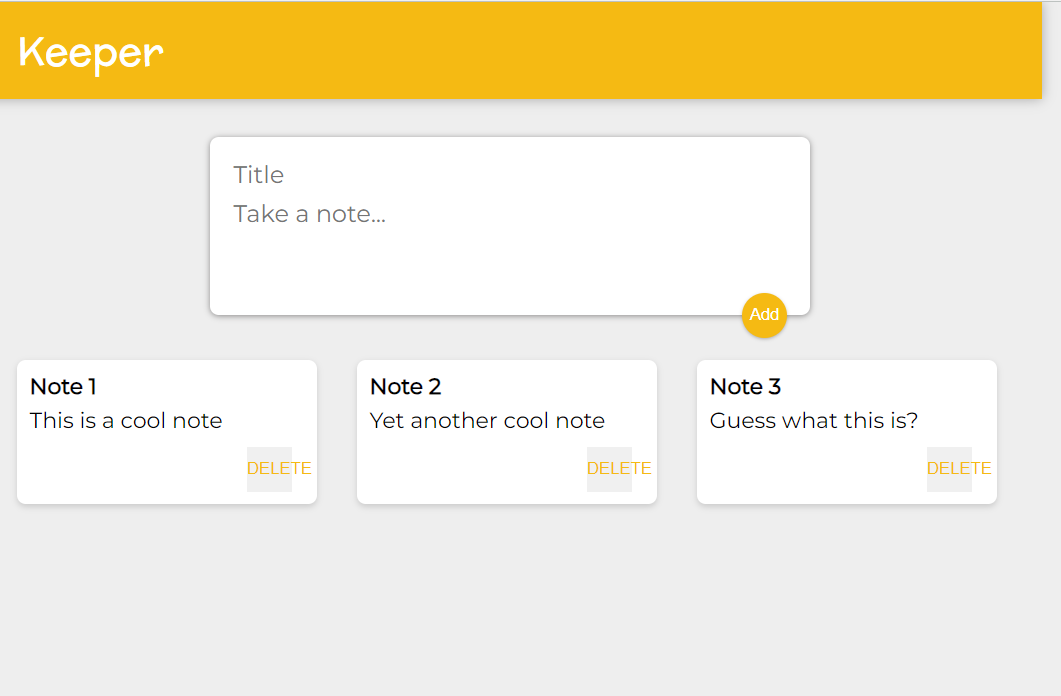 Keeper
Title
Take a note...
Add
Note 1
This is a cool note
DELETE
Note 2
Yet another cool note
DELETE
Note 3
Guess what this is?
DELETE